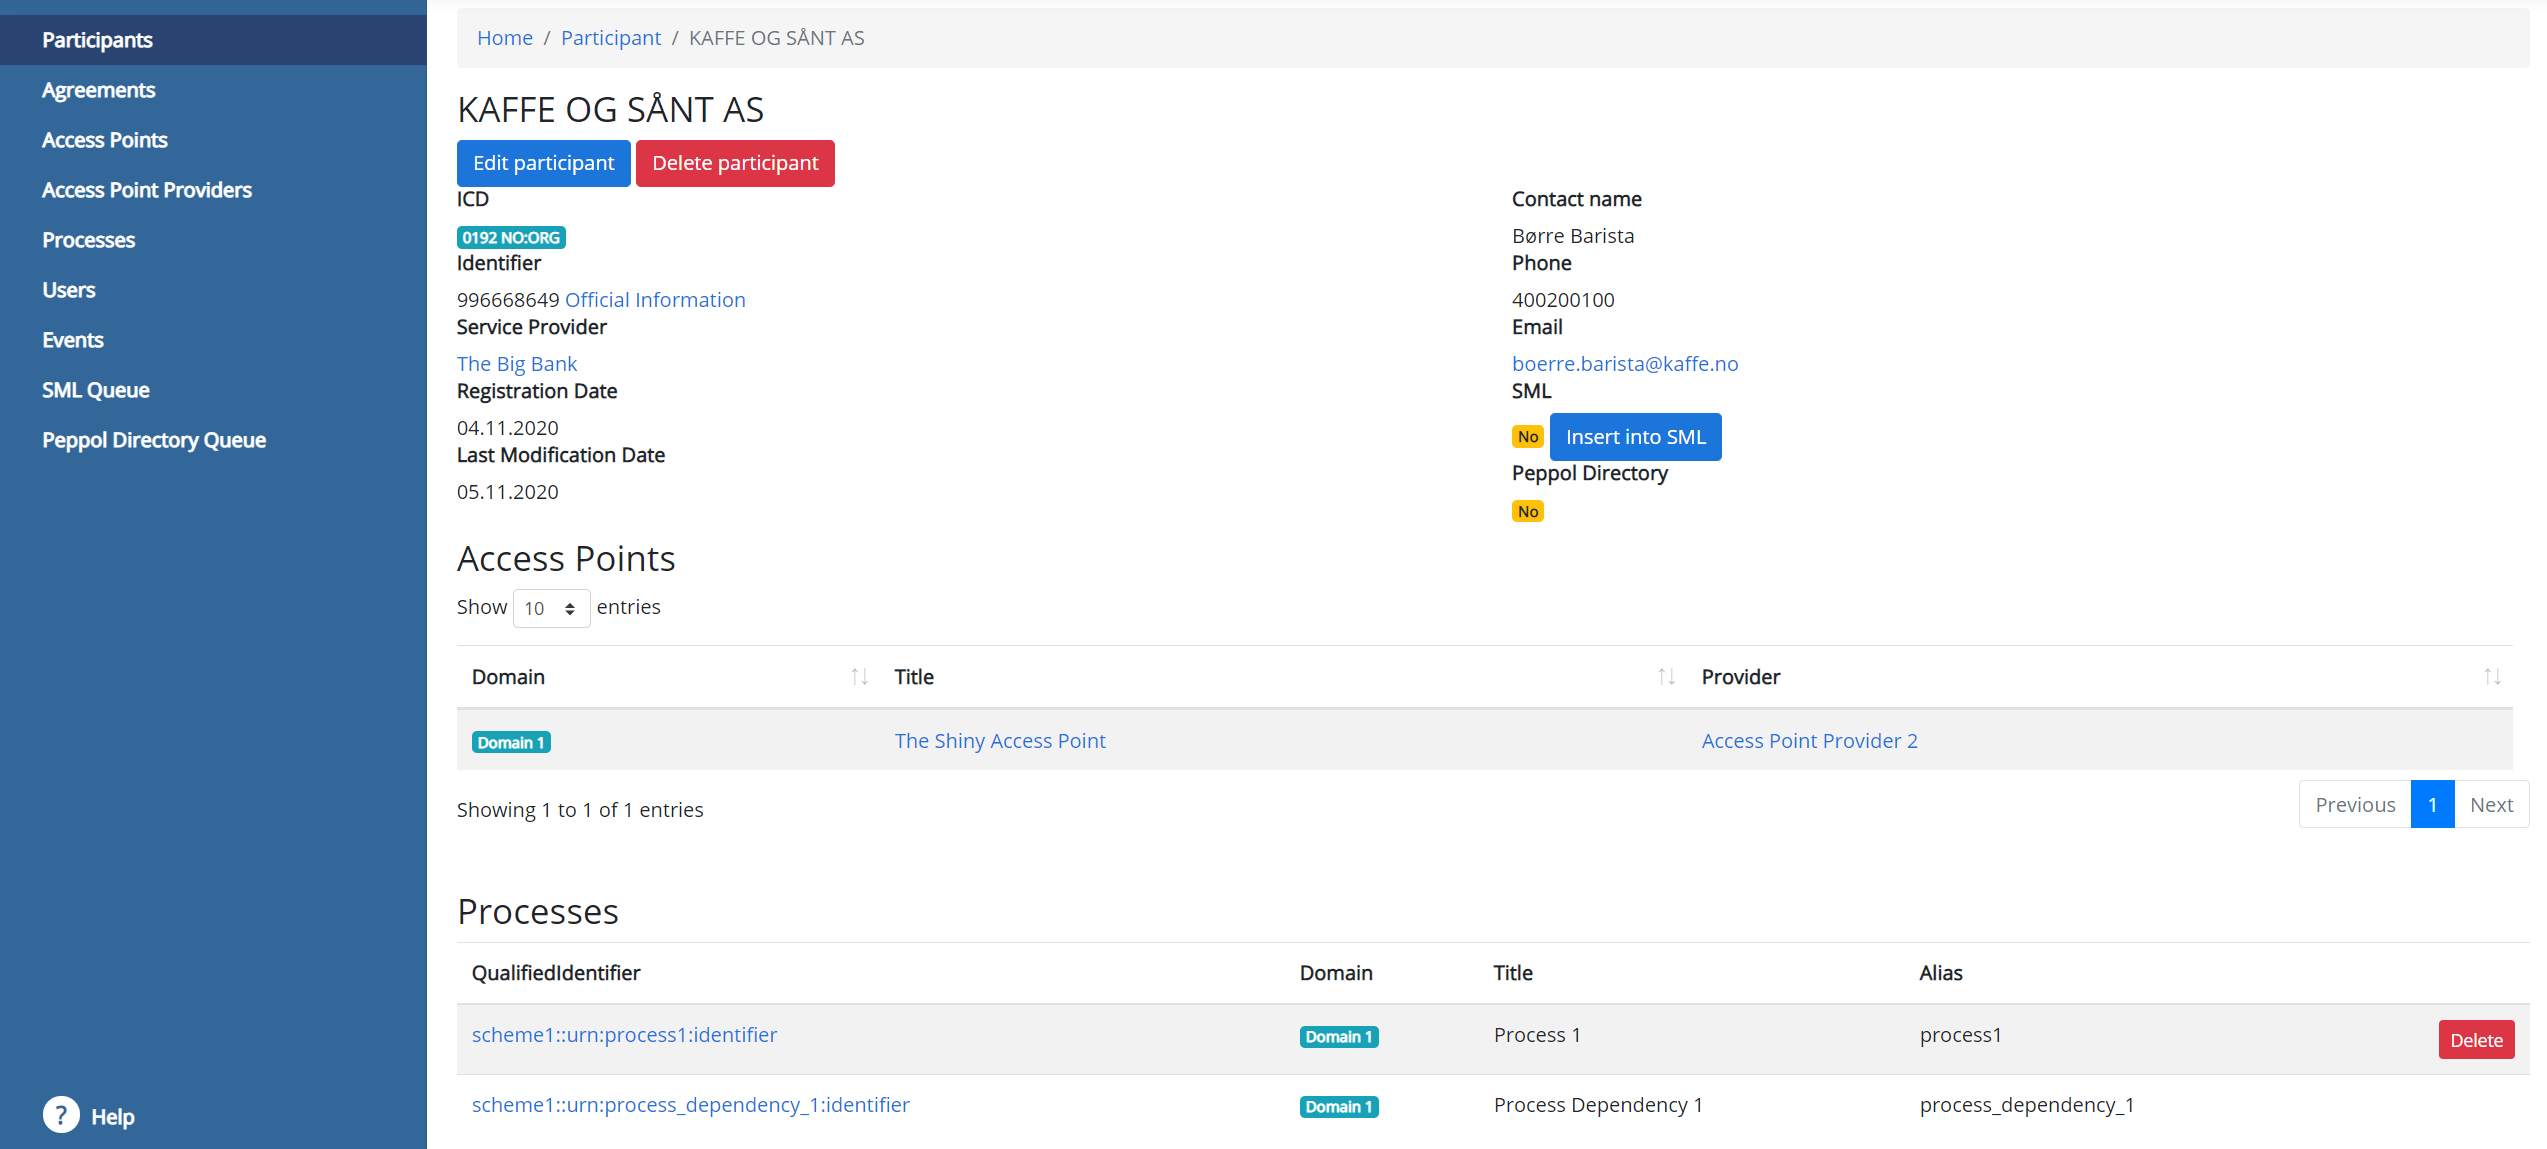 Participants
Agreements
Access Points
Access Point Providers
Processes
Users
Events
SML Queue
Peppol Directory Queue
? Help
Home / Participant / KAFFE OG SÅNT AS
KAFFE OG SÅNT AS
Edit participant Delete participant
ICD
0192 NO:ORG
Identifier
996668649 Official Information
Service Provider
The Big Bank
Registration Date
04.11.2020
Last Modification Date
05.11.2020
Contact name
Børre Barista
Phone
400200100
Email
boerre.barista@kaffe.no
SML
No Insert into SML
Peppol Directory
No
Access Points
Show 10 entries
Domain Title Provider
Domain 1 The Shiny Access Point Access Point Provider 2
Showing 1 to 1 of 1 entries
Previous 1 Next
Processes
QualifiedIdentifier Domain Title Alias
scheme1::urn:process1:identifier Domain 1 Process 1 process1 Delete
scheme1::urn:process_dependency_1:identifier Domain 1 Process Dependency 1 process_dependency_1